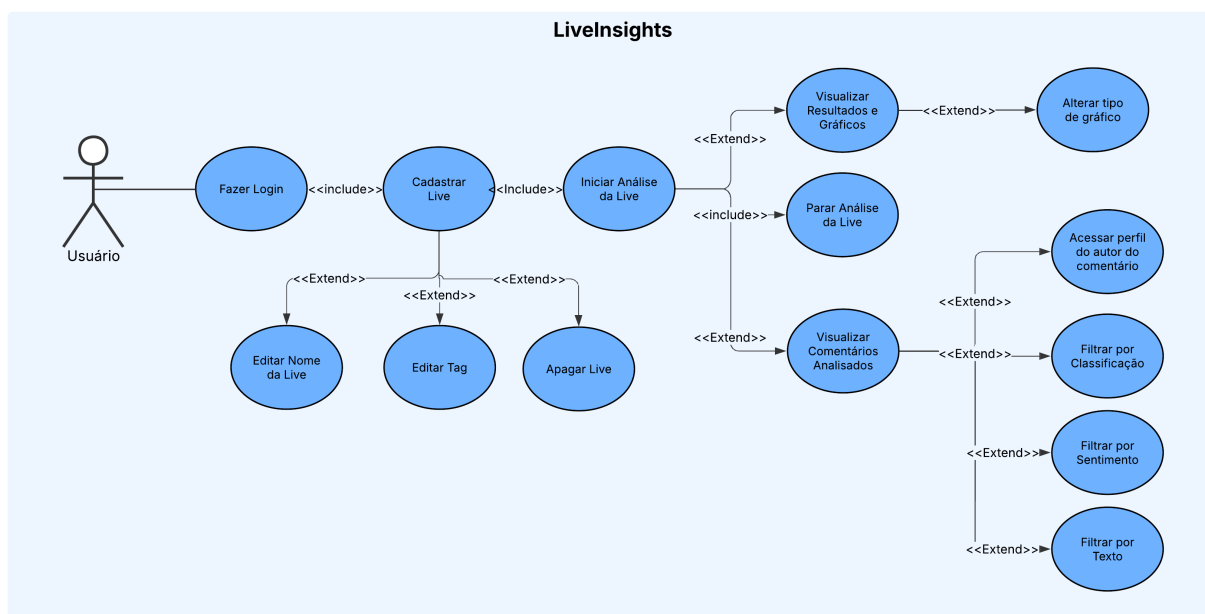 LiveInsights
Usuário
Fazer Login
<<include>>
Cadastrar
Live
<<Include>>
Iniciar Análise
da Live
<<Extend>>
<<Extend>>
<<Extend>>
Editar Nome
da Live
Editar Tag
Apagar Live
<<Extend>>
<<include>>
<<Extend>>
Visualizar
Resultados e
Gráficos
<<Extend>>
Alterar tipo
de gráfico
Parar Análise
da Live
Visualizar
Comentários
Analisados
<<Extend>>
Acessar perfil
do autor do
comentário
<<Extend>>
Filtrar por
Classificação
<<Extend>>
Filtrar por
Sentimento
<<Extend>>
Filtrar por
Texto